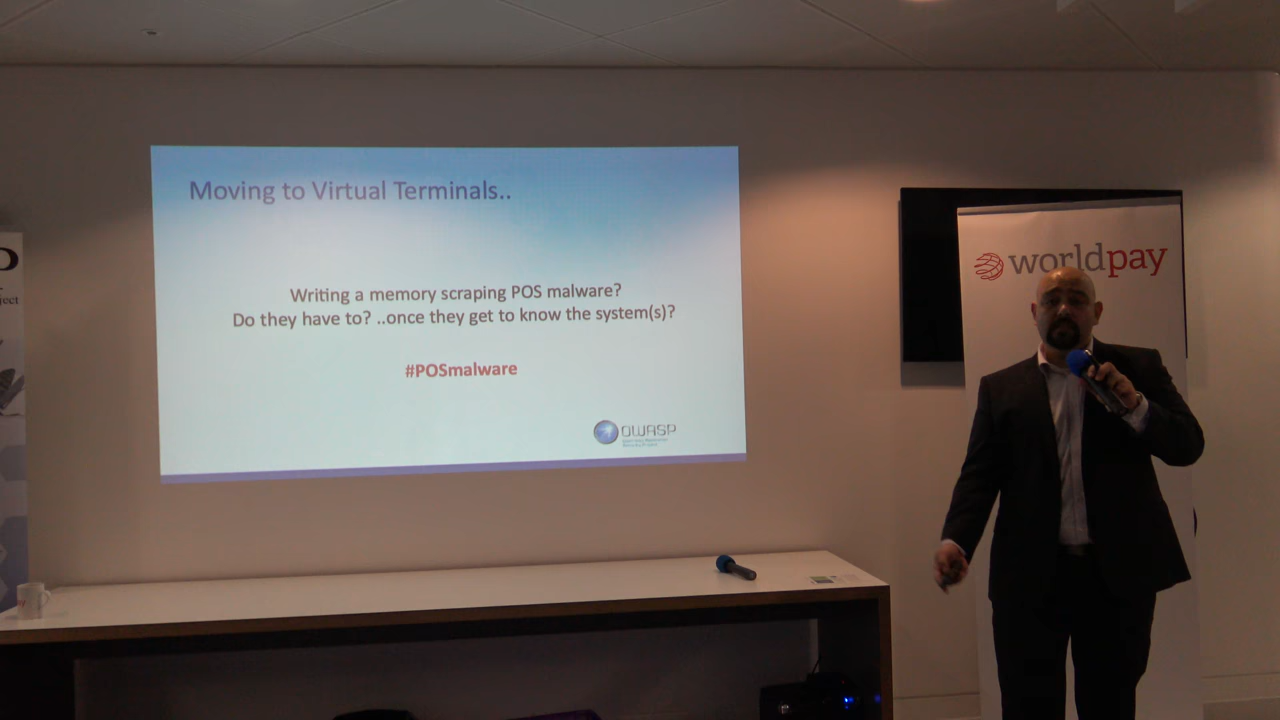 Moving to Virtual Terminals..
Writing a memory scraping POS malware?
Do they have to? ..once they get to know the system(s)?
#POSmalware
OWASP
worldpay
ject